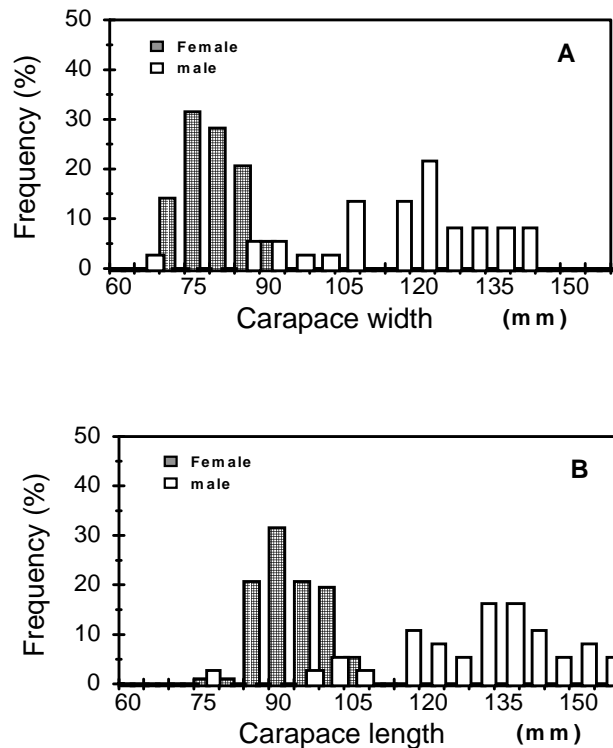 50
Female
male
A
40
30
20
10
0
Frequency (%)
60 75 90 105 120 135 150
Carapace width (mm)
50
Female
male
B
40
30
20
10
0
Frequency (%)
60 75 90 105 120 135 150
Carapace length (mm)